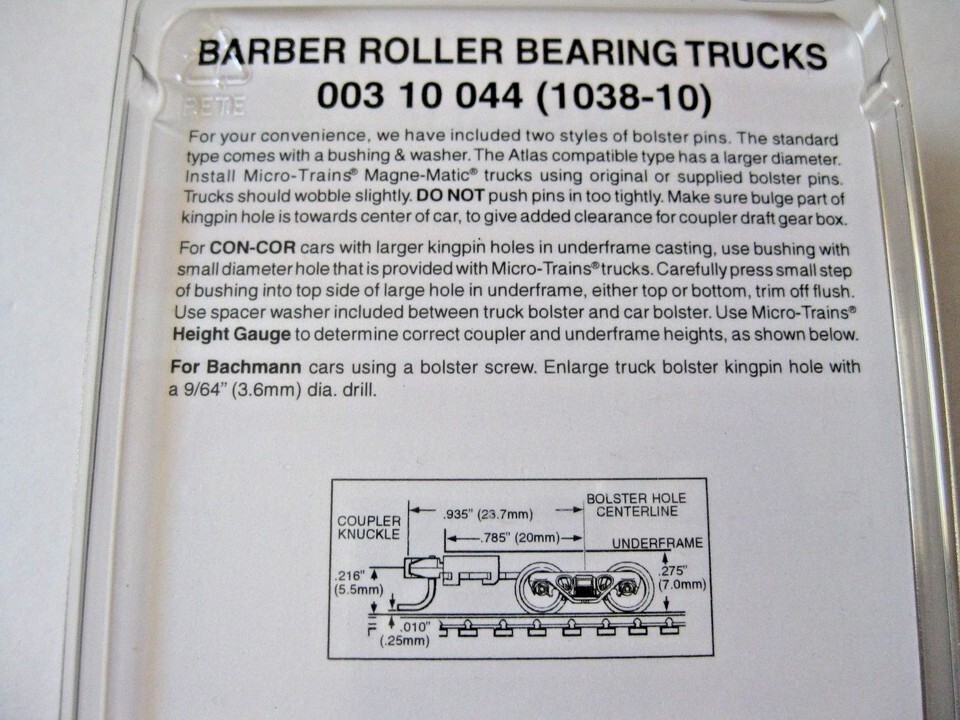 BARBER ROLLER BEARING TRUCKS
003 10 044 (1038-10)
P.E.T.E
For your convenience, we have included two styles of bolster pins. The standard
type comes with a bushing & washer. The Atlas compatible type has a larger diameter.
Install Micro-Trains® Magne-Matic® trucks using original or supplied bolster pins.
Trucks should wobble slightly. DO NOT push pins in too tightly. Make sure bulge part of
kingpin hole is towards center of car, to give added clearance for coupler draft gear box.
For CON-COR cars with larger kingpin holes in underframe casting, use bushing with
small diameter hole that is provided with Micro-Trains® trucks. Carefully press small step
of bushing into top side of large hole in underframe, either top or bottom, trim off flush.
Use spacer washer included between truck bolster and car bolster. Use Micro-Trains®
Height Gauge to determine correct coupler and underframe heights, as shown below.
For Bachmann cars using a bolster screw. Enlarge truck bolster kingpin hole with
a 9/64" (3.6mm) dia. drill.
BOLSTER HOLE
CENTERLINE
.935" (23.7mm)
COUPLER
KNUCKLE
.785" (20mm)
UNDERFRAME
.216"
(5.5mm)
.275"
(7.0mm)
.010"
(.25mm)